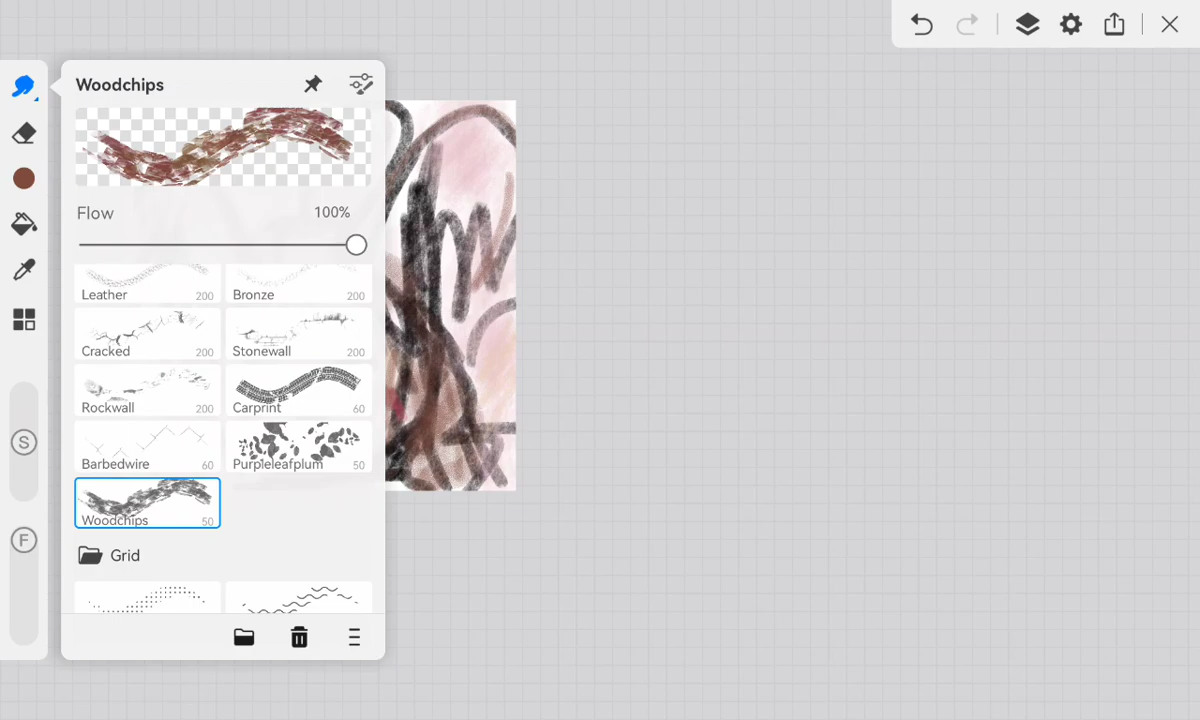 Woodchips
Flow 100%
Leather 200 Bronze 200
Cracked 200 Stonewall 200
Rockwall 200 Carprint 60
Barbedwire 60 Purpleleafplum 50
Woodchips 50
Grid
S
F